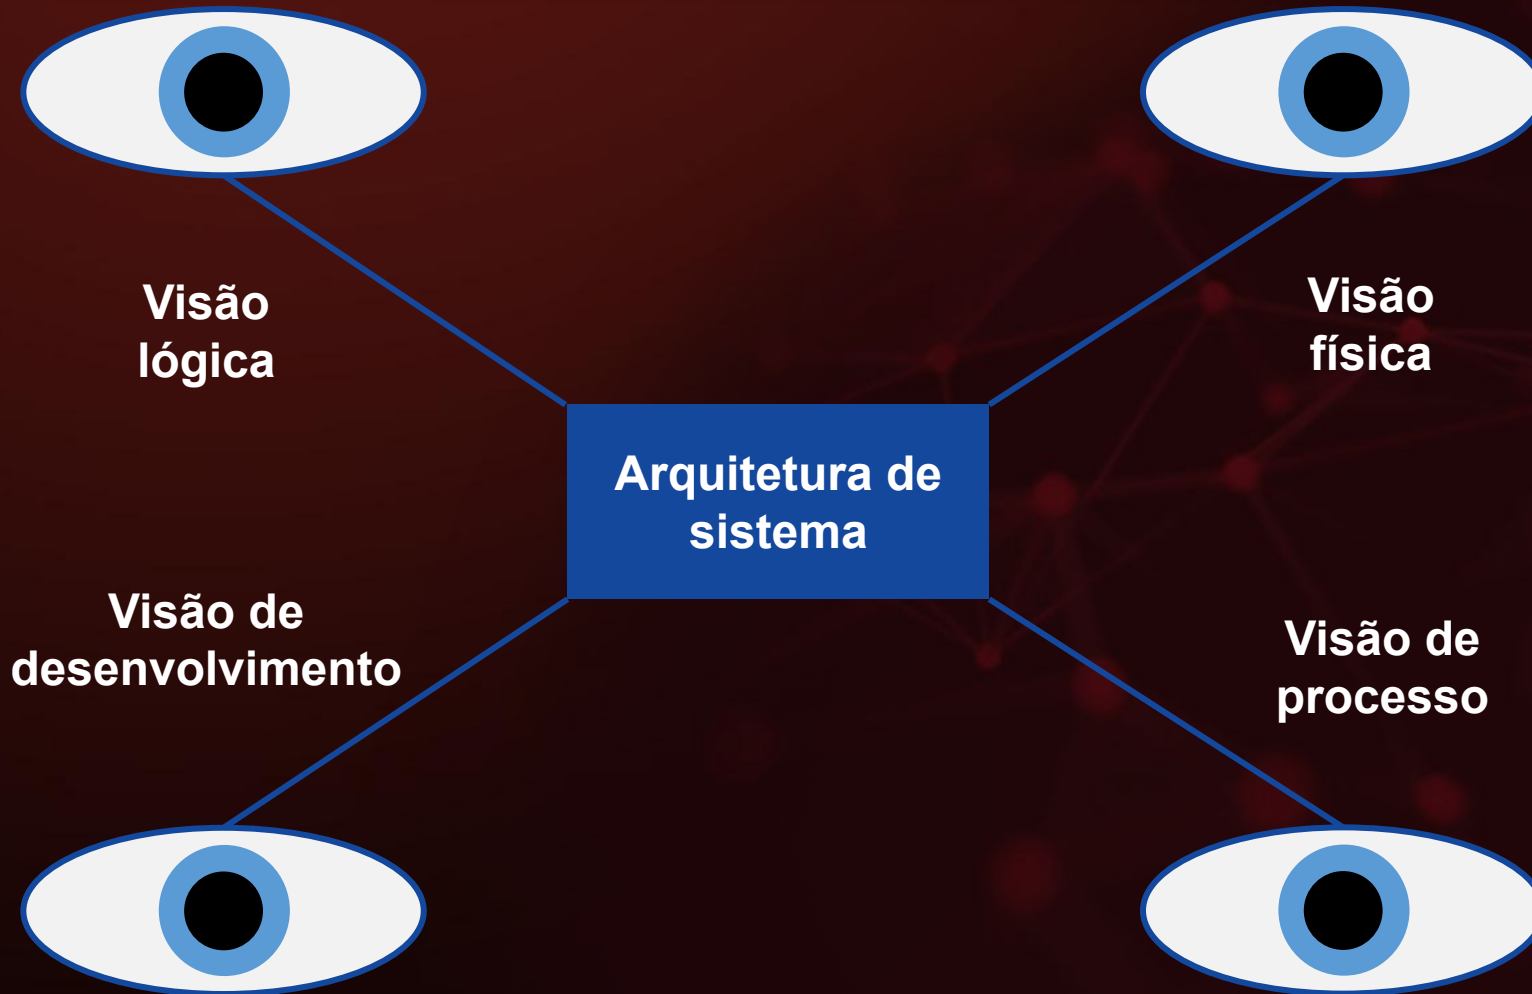 Visão
lógica
Visão
física
Arquitetura de
sistema
Visão de
desenvolvimento
Visão de
processo